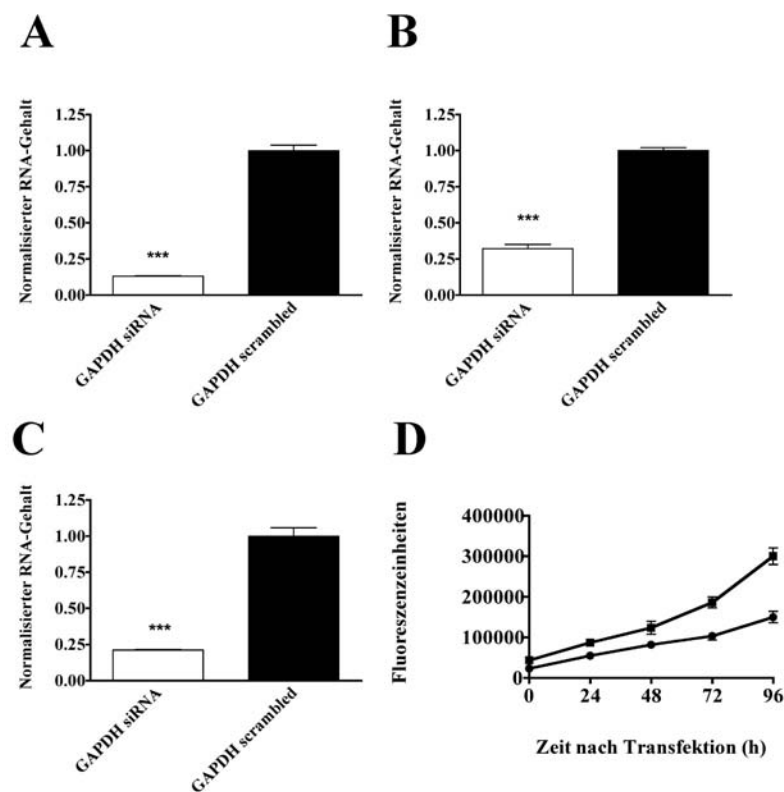 A
Normalisierter RNA-Gehalt
1.25
1.00
0.75
0.50
0.25
0.00
***
GAPDH siRNA
GAPDH scrambled
B
Normalisierter RNA-Gehalt
1.25
1.00
0.75
0.50
0.25
0.00
***
GAPDH siRNA
GAPDH scrambled
C
Normalisierter RNA-Gehalt
1.25
1.00
0.75
0.50
0.25
0.00
***
GAPDH siRNA
GAPDH scrambled
D
Fluoreszenzeinheiten
400000
300000
200000
100000
0
0 24 48 72 96
Zeit nach Transfektion (h)